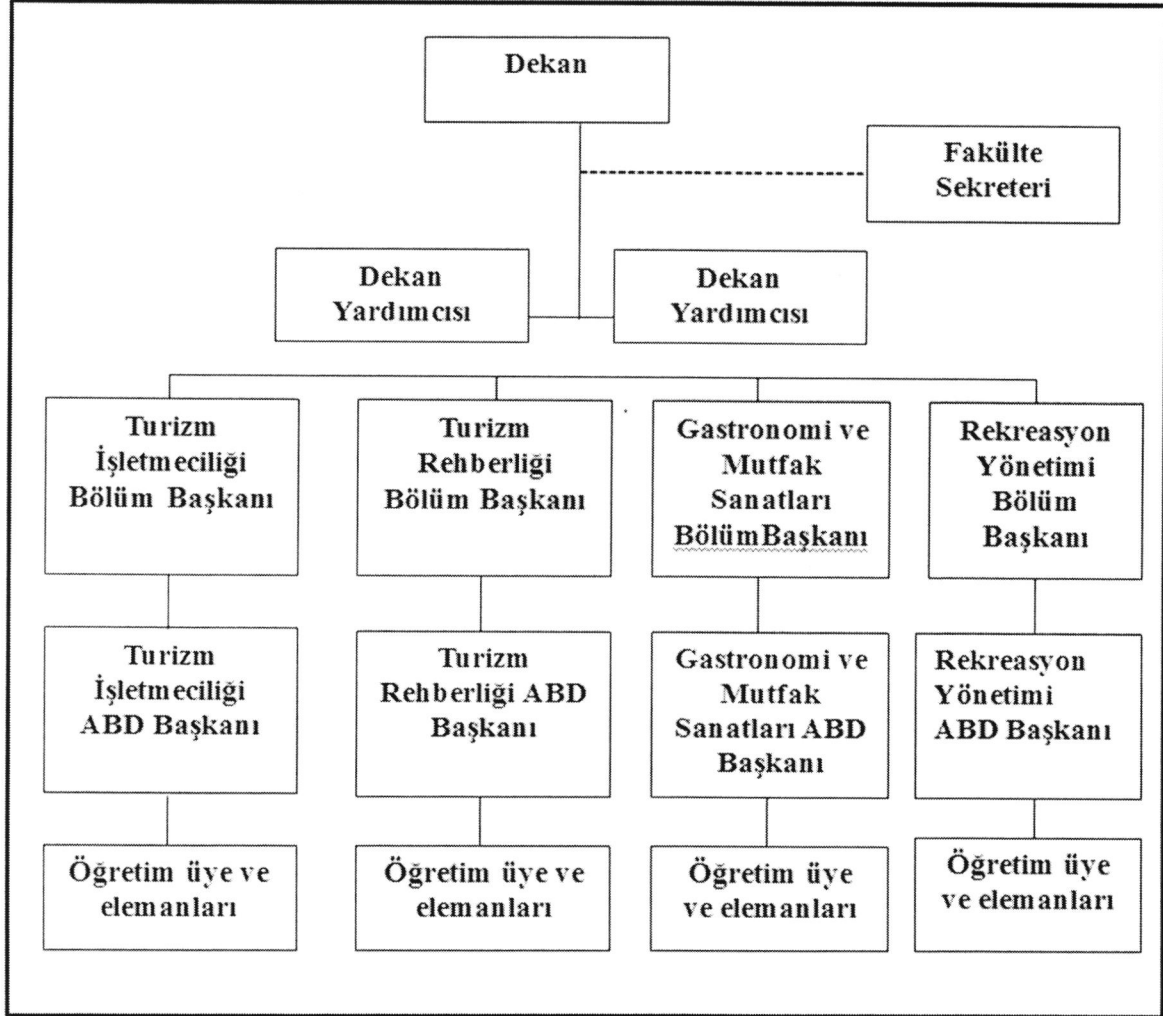 Dekan
Fakülte
Sekreteri
Dekan
Yardımcısı
Dekan
Yardımcısı
Turizm
İşletmeciliği
Bölüm Başkanı
Turizm
Rehberliği
Bölüm Başkanı
Gastronomi ve
Mutfak
Sanatları
BölümBaşkanı
Rekreasyon
Yönetimi
Bölüm
Başkanı
Turizm
İşletmeciliği
ABD Başkanı
Turizm
Rehberliği ABD
Başkanı
Gastronomi ve
Mutfak
Sanatları ABD
Başkanı
Rekreasyon
Yönetimi
ABD Başkanı
Öğretim üye ve
elemanları
Öğretim üye ve
elemanları
Öğretim üye
ve elemanları
Öğretim üye
ve elemanları